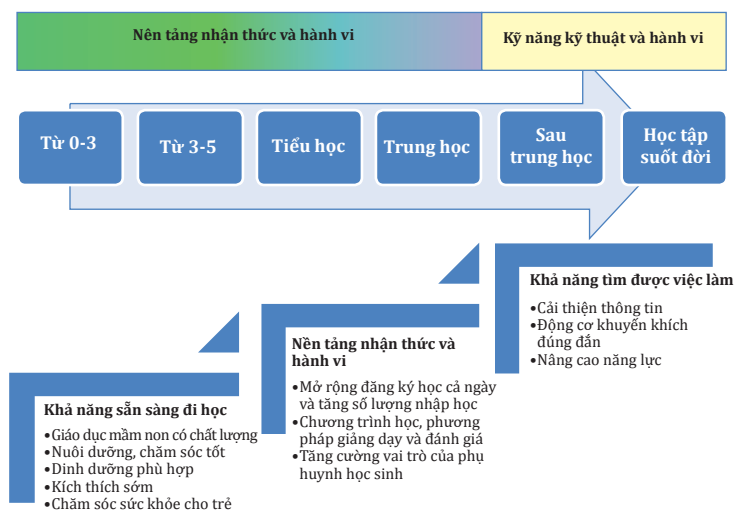 Nên tảng nhận thức và hành vi
Kỹ năng kỹ thuật và hành vi
Từ 0-3
Từ 3-5
Tiểu học
Trung học
Sau
trung học
Học tập
suốt đời
Khả năng tìm được việc làm
•Cải thiện thông tin
•Động cơ khuyến khích
đúng đắn
•Nâng cao năng lực
Nền tảng nhận thức và
hành vi
•Mở rộng đăng ký học cả ngày
và tăng số lượng nhập học
•Chương trình học, phương
pháp giảng dạy và đánh giá
•Tăng cường vai trò của phụ
huynh học sinh
Khả năng sẵn sàng đi học
•Giáo dục mầm non có chất lượng
•Nuôi dưỡng, chăm sóc tốt
•Dinh dưỡng phù hợp
•Kích thích sớm
•Chăm sóc sức khỏe cho trẻ